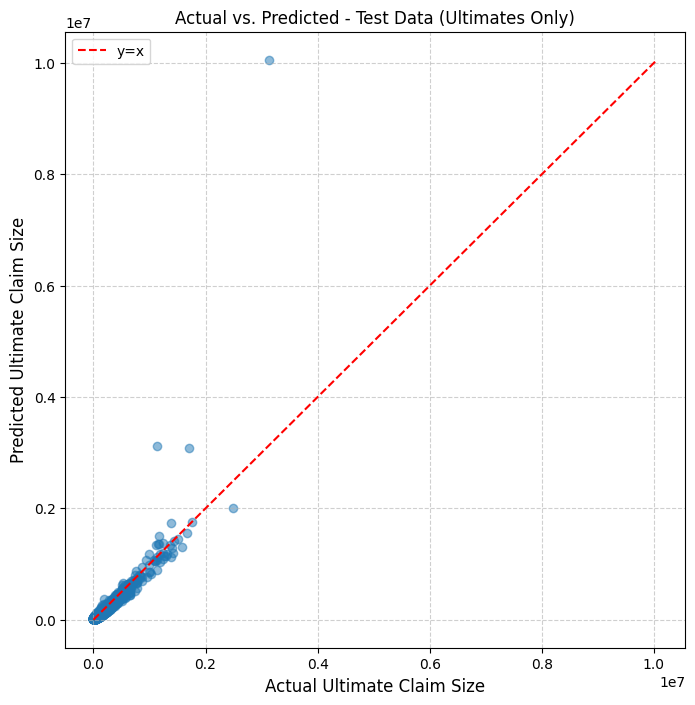 Actual vs. Predicted - Test Data (Ultimates Only)
1e7
y=x
1.0
0.8
0.6
0.4
0.2
0.0
Predicted Ultimate Claim Size
0.0 0.2 0.4 0.6 0.8 1.0
1e7
Actual Ultimate Claim Size